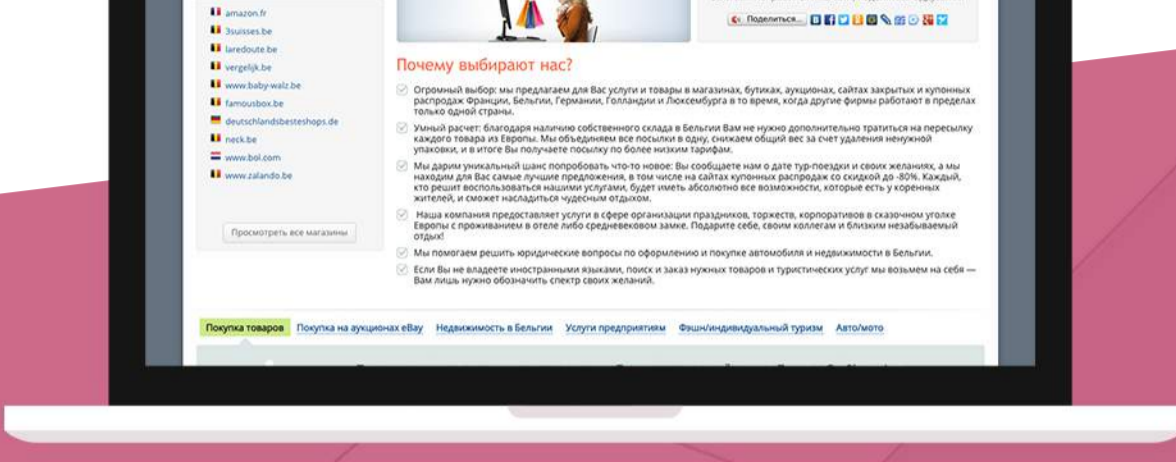 amazon.fr
3suisses.be
laredoute.be
vergelijk.be
www.baby-walz.be
famousbox.be
deutschlandsbesteshops.de
neck.be
www.bol.com
www.zalando.be
Просмотреть все магазины
Поделиться...
Почему выбирают нас?
Огромный выбор: мы предлагаем для Вас услуги и товары в магазинах, бутиках, аукционах, сайтах закрытых и купонных
распродаж Франции, Бельгии, Германии, Голландии и Люксембурга в то время, когда другие фирмы работают в пределах
только одной страны.
Умный расчет: благодаря наличию собственного склада в Бельгии Вам не нужно дополнительно тратиться на пересылку
каждого товара из Европы. Мы объединяем все посылки в одну, снижаем общий вес за счет удаления ненужной
упаковки, и в итоге Вы получаете посылку по более низким тарифам.
Мы дарим уникальный шанс попробовать что-то новое: Вы сообщаете нам о дате тур-поездки и своих желаниях, а мы
находим для Вас самые лучшие предложения, в том числе на сайтах купонных распродаж со скидкой до -80%. Каждый,
кто решит воспользоваться нашими услугами, будет иметь абсолютно все возможности, которые есть у коренных
жителей, и сможет насладиться чудесным отдыхом.
Наша компания предоставляет услуги в сфере организации праздников, торжеств, корпоративов в сказочном уголке
Европы с проживанием в отеле либо средневековом замке. Подарите себе, своим коллегам и близким незабываемый
отдых!
Мы помогаем решить юридические вопросы по оформлению и покупке автомобиля и недвижимости в Бельгии.
Если Вы не владеете иностранными языками, поиск и заказ нужных товаров и туристических услуг мы возьмем на себя —
Вам лишь нужно обозначить спектр своих желаний.
Покупка товаров Покупка на аукционах eBay Недвижимость в Бельгии Услуги предприятиям Фэшн/индивидуальный туризм Авто/мото